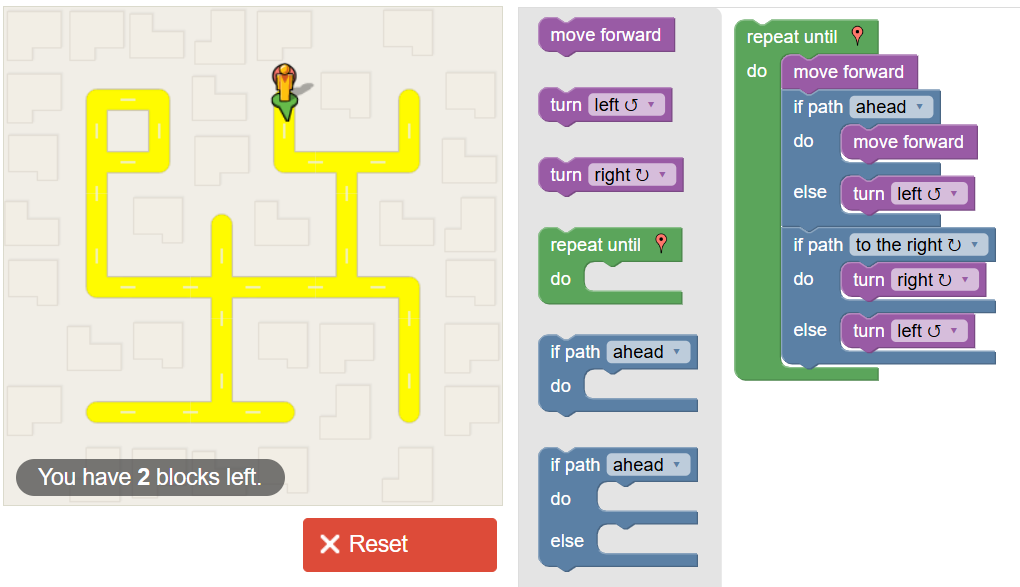 You have 2 blocks left.
Reset
move forward
turn left ↺
turn right ↻
repeat until
do
if path ahead
do
if path ahead
do
else
repeat until
do
move forward
if path ahead
do
move forward
else
turn left ↺
if path to the right ↻
do
turn right ↻
else
turn left ↺